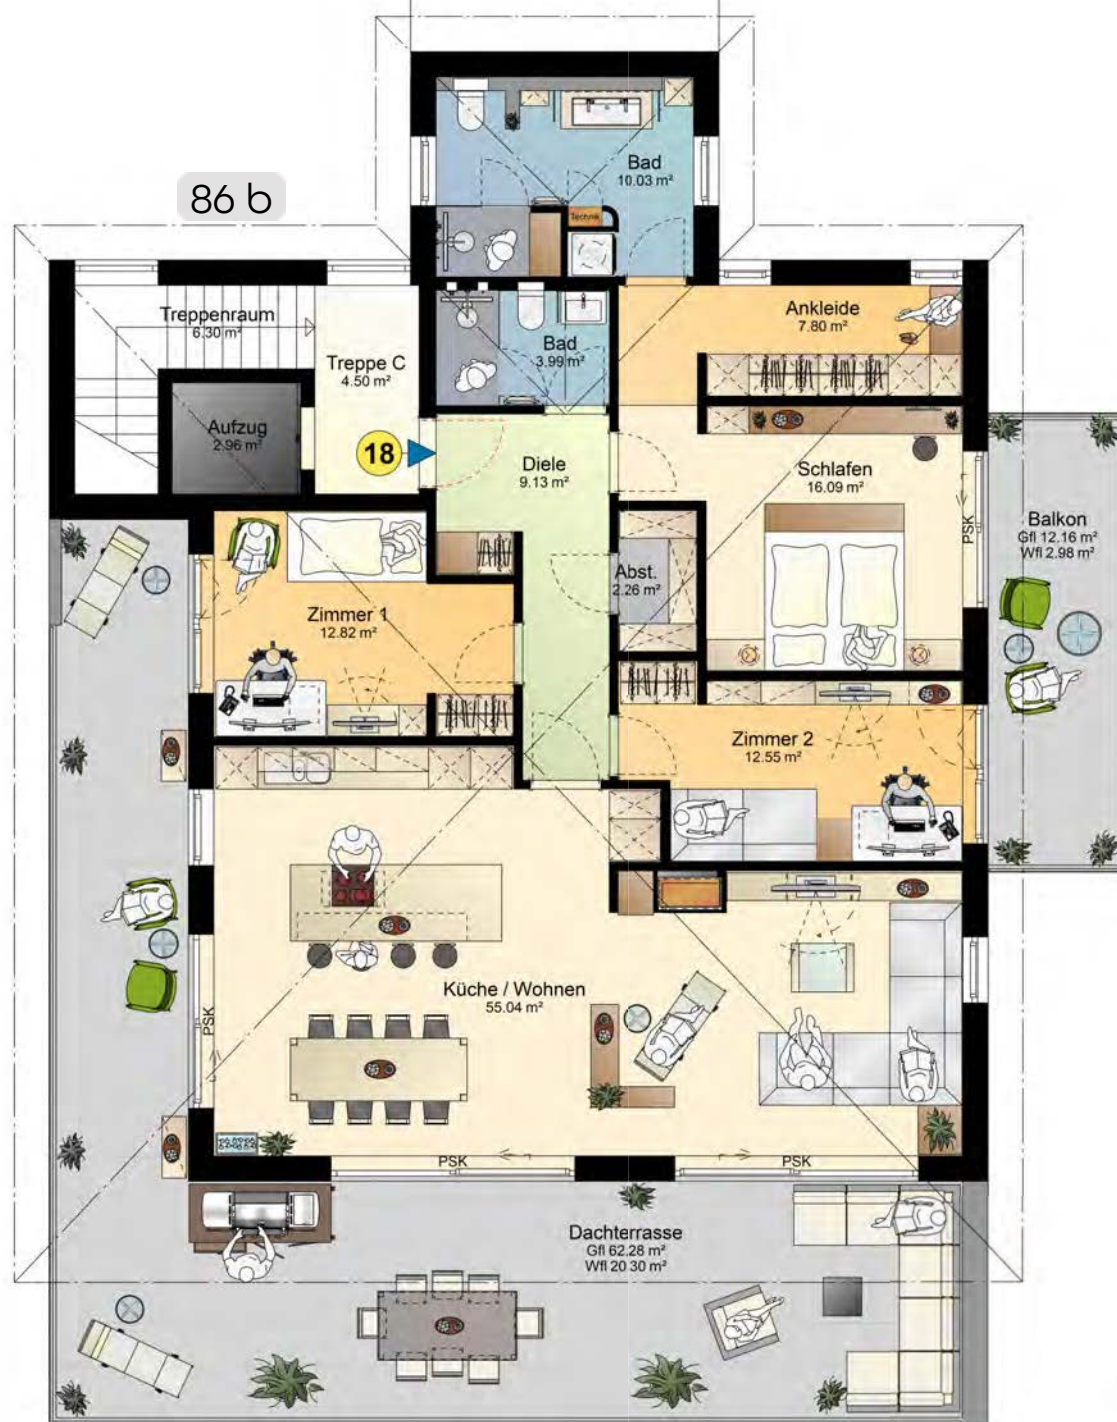 86 b
Bad
10.03 m²
Technik
Treppenraum
6.30 m²
Ankleide
7.80 m²
Bad
3.99 m²
Treppe C
4.50 m²
Aufzug
2.96 m²
18
Diele
9.13 m²
Schlafen
16.09 m²
PSK
Balkon
Gfl 12.16 m²
Wfl 2.98 m²
Abst.
2.26 m²
Zimmer 1
12.82 m²
Zimmer 2
12.55 m²
Küche / Wohnen
55.04 m²
PSK
PSK
PSK
Dachterrasse
Gfl 62.28 m²
Wfl 20.30 m²